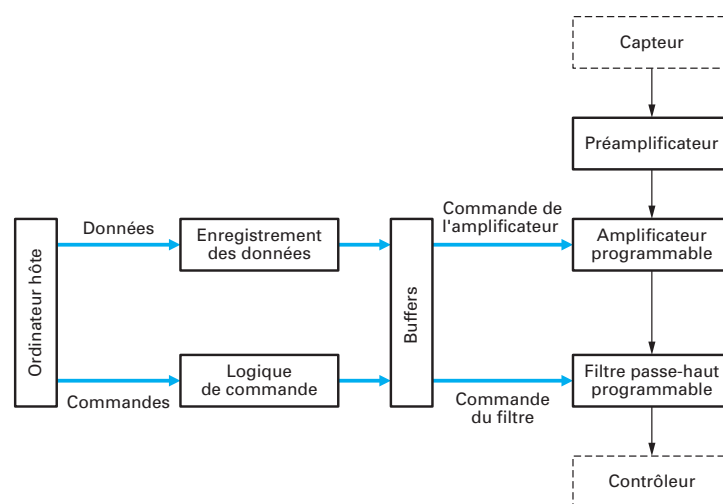 Capteur
Préamplificateur
Données
Enregistrement
des données
Commande de
l'amplificateur
Amplificateur
programmable
Ordinateur hôte
Buffers
Commandes
Logique
de commande
Commande
du filtre
Filtre passe-haut
programmable
Contrôleur